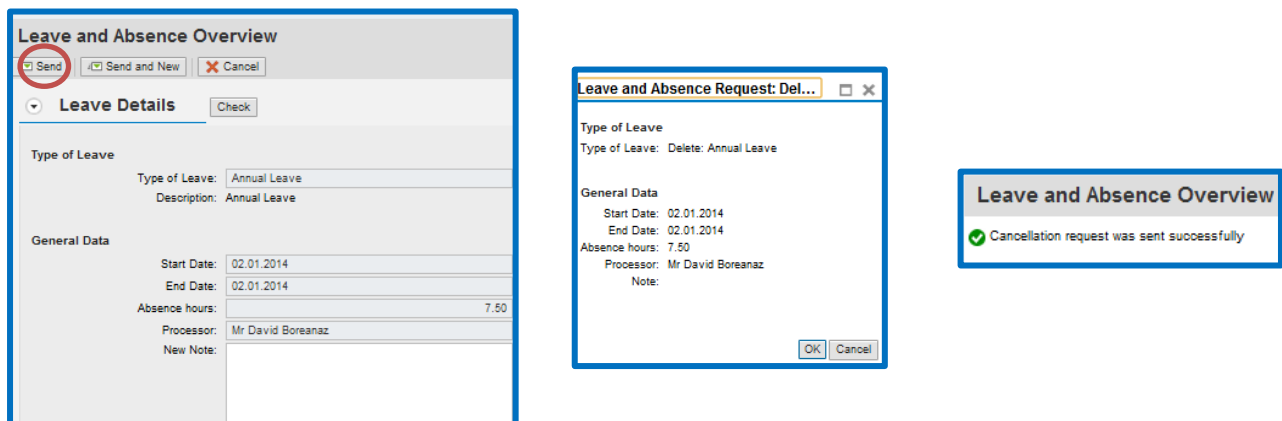 Leave and Absence Overview
Send Send and New Cancel
Leave Details Check
Type of Leave
Type of Leave: Annual Leave
Description: Annual Leave
General Data
Start Date: 02.01.2014
End Date: 02.01.2014
Absence hours: 7.50
Processor: Mr David Boreanaz
New Note:
Leave and Absence Request: Del...
Type of Leave
Type of Leave: Delete: Annual Leave
General Data
Start Date: 02.01.2014
End Date: 02.01.2014
Absence hours: 7.50
Processor: Mr David Boreanaz
Note:
OK Cancel
Leave and Absence Overview
Cancellation request was sent successfully